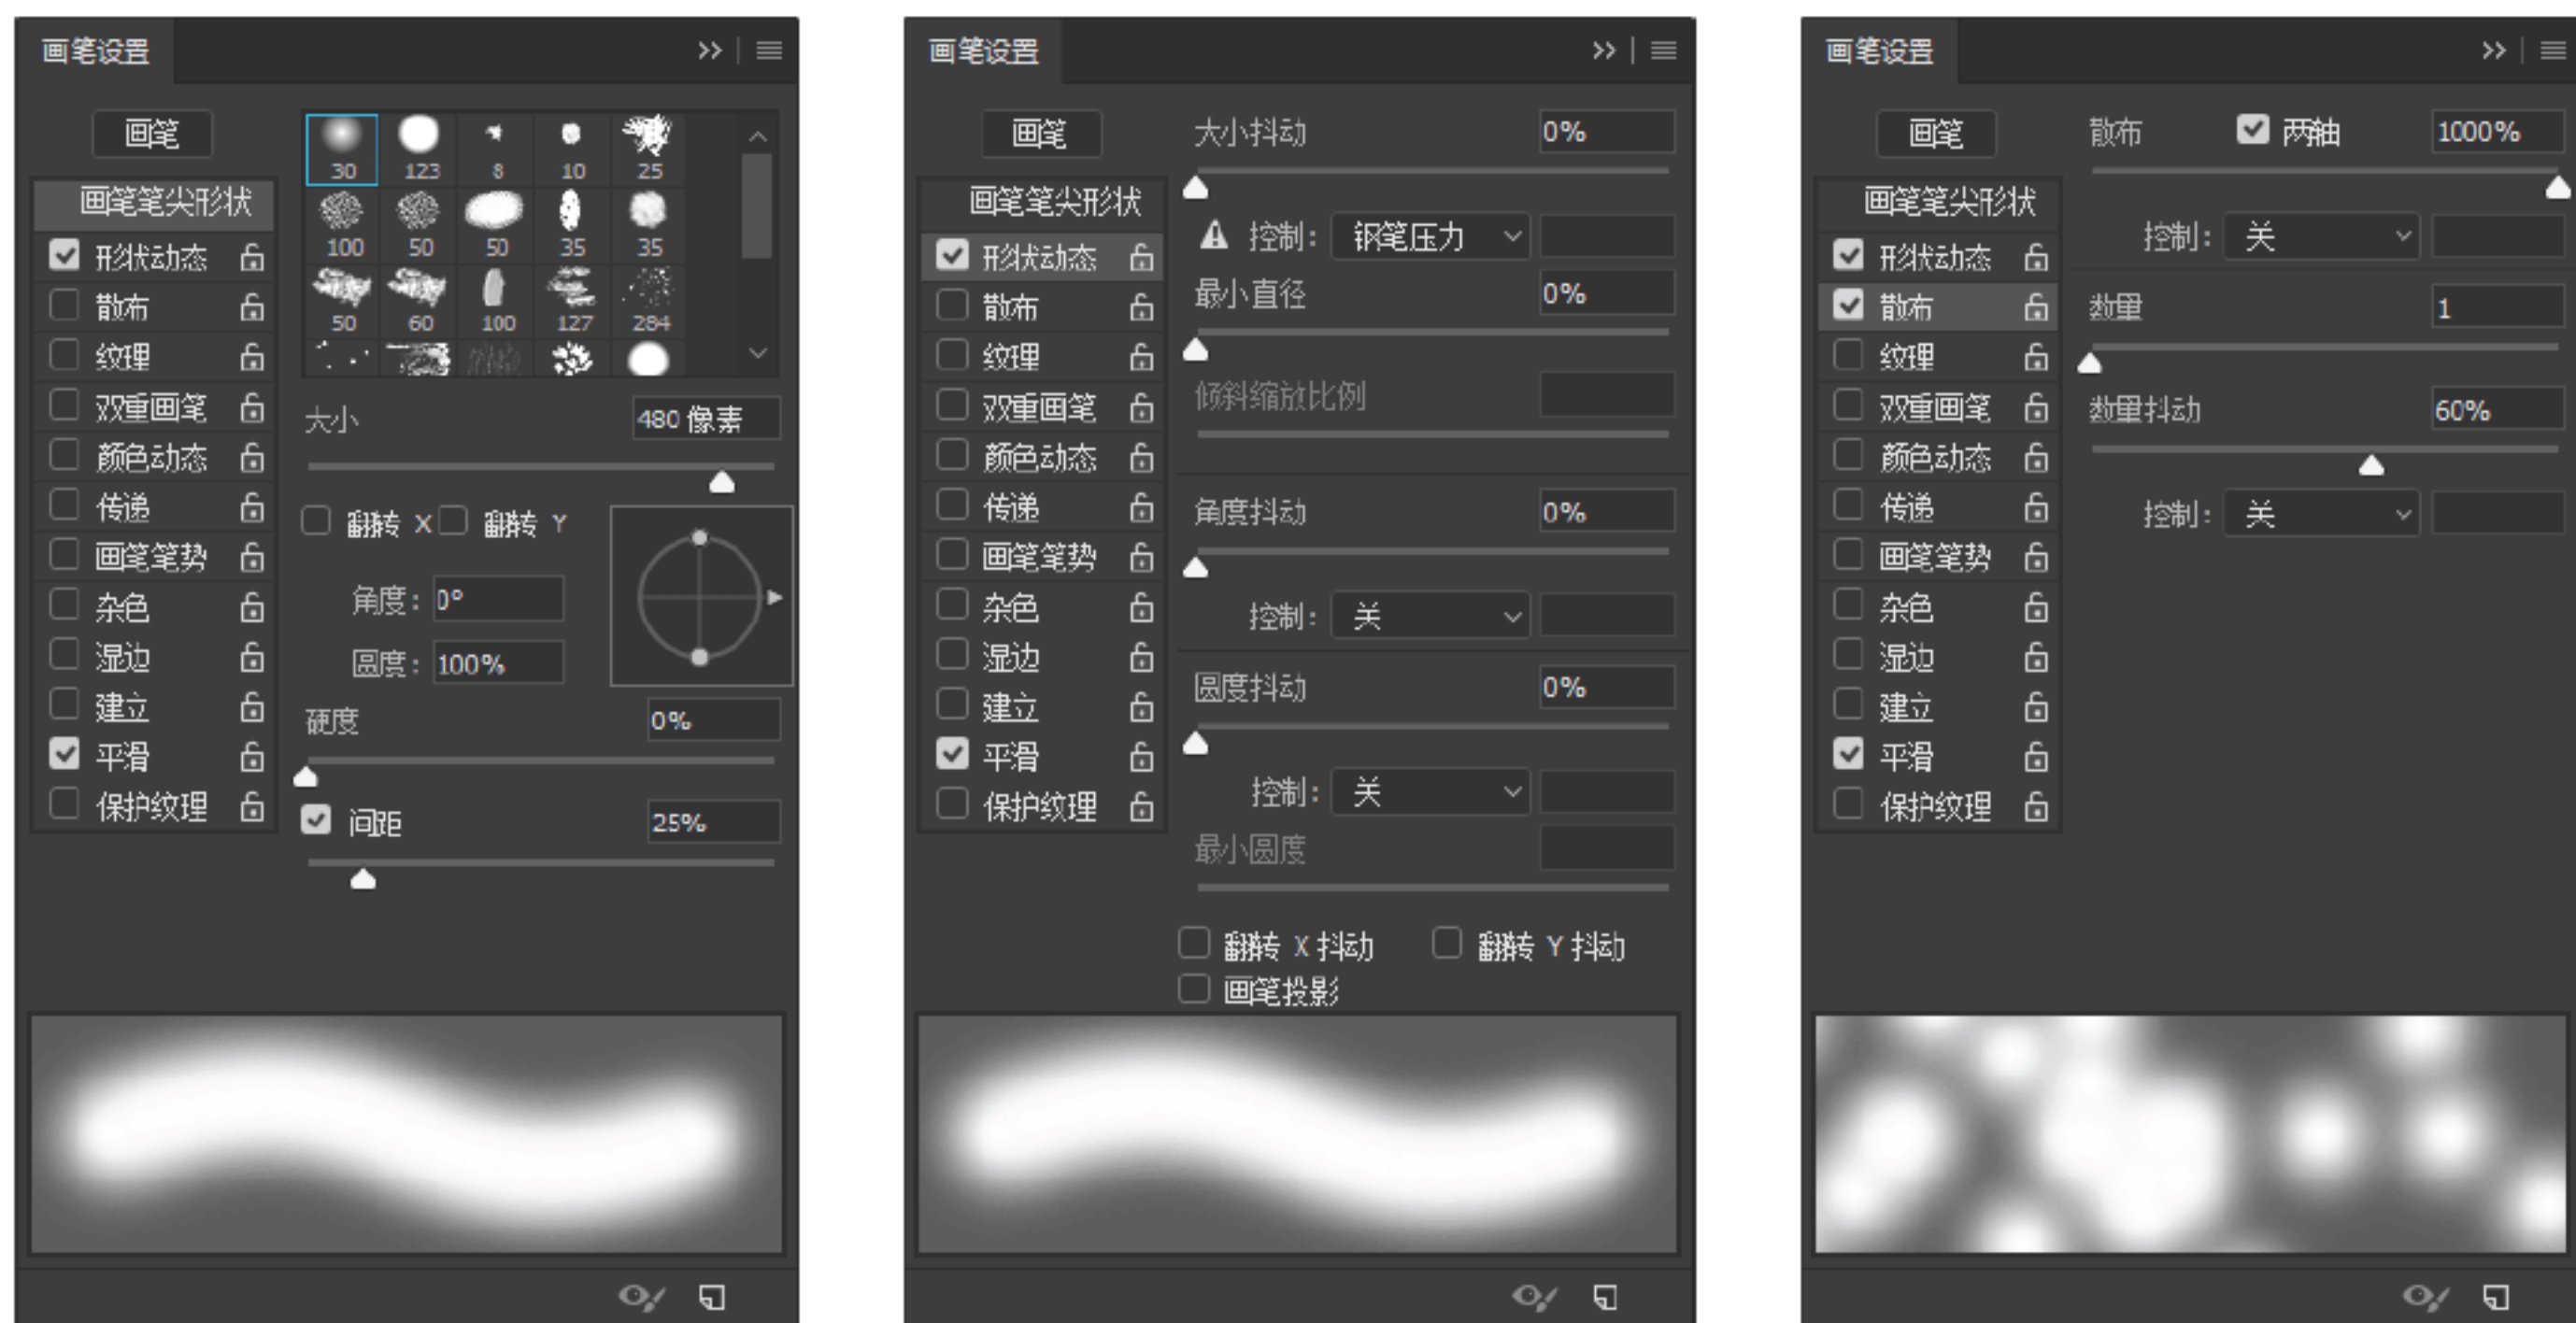 画笔设置
画笔
30 123 8 10 25
100 50 50 35 35
50 60 100 127 284
画笔笔尖形状
形状动态
散布
纹理
双重画笔
颜色动态
传递
画笔笔势
杂色
湿边
建立
平滑
保护纹理
大小 480 像素
翻转 X 翻转 Y
角度: 0°
圆度: 100%
硬度 0%
间距 25%
画笔设置
画笔
画笔笔尖形状
形状动态
散布
纹理
双重画笔
颜色动态
传递
画笔笔势
杂色
湿边
建立
平滑
保护纹理
大小抖动 0%
控制: 钢笔压力
最小直径 0%
倾斜缩放比例
角度抖动 0%
控制: 关
圆度抖动 0%
控制: 关
最小圆度
翻转 X 抖动 翻转 Y 抖动
画笔投影
画笔设置
画笔
画笔笔尖形状
形状动态
散布
纹理
双重画笔
颜色动态
传递
画笔笔势
杂色
湿边
建立
平滑
保护纹理
散布 两轴 1000%
控制: 关
数量 1
数量抖动 60%
控制: 关